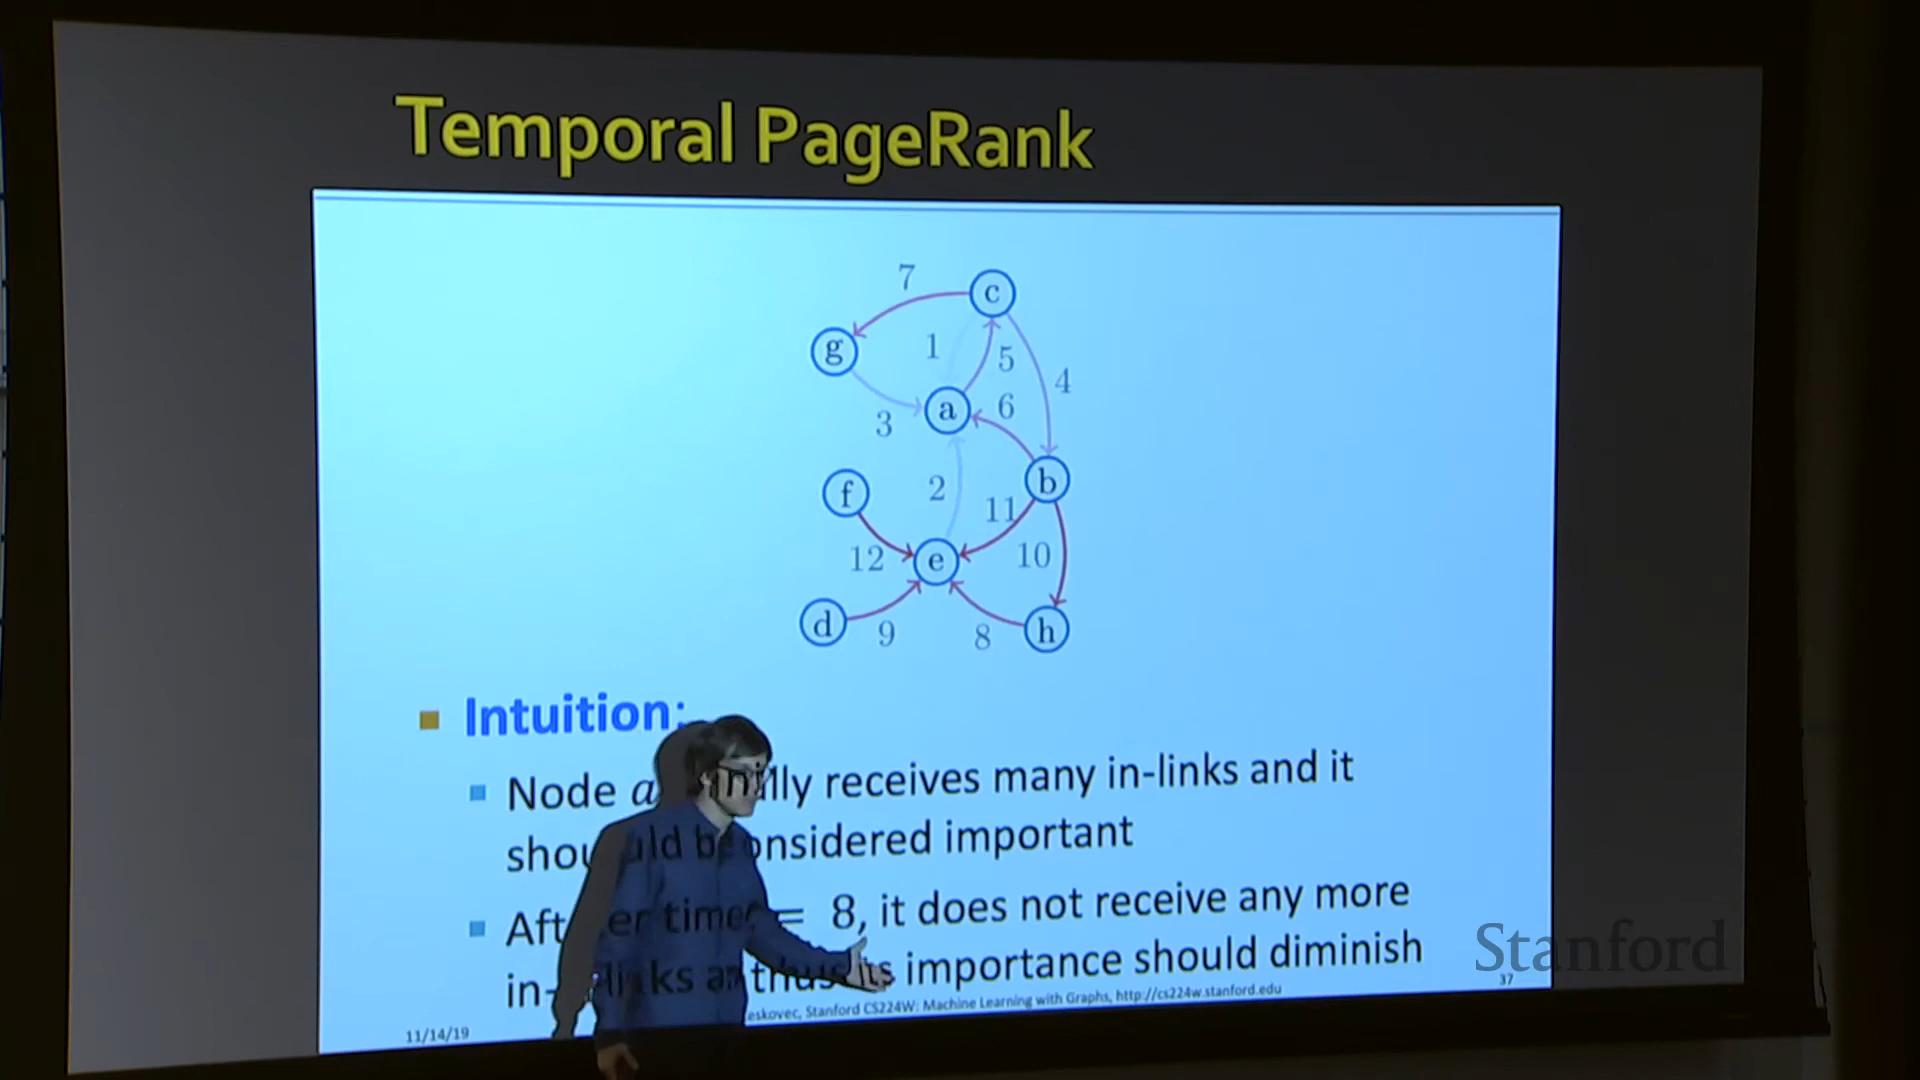 Temporal PageRank
7
c
g
1
5
4
a
6
3
f
2
b
11
12
e
10
d
9
8
h
Intuition:
Node a receives many in-links and it
considered important
time = 8, it does not receive any more
importance should diminish
Stanford
37
eskovec, Stanford CS224W: Machine Learning with Graphs, http://cs224w.stanford.edu
11/14/19